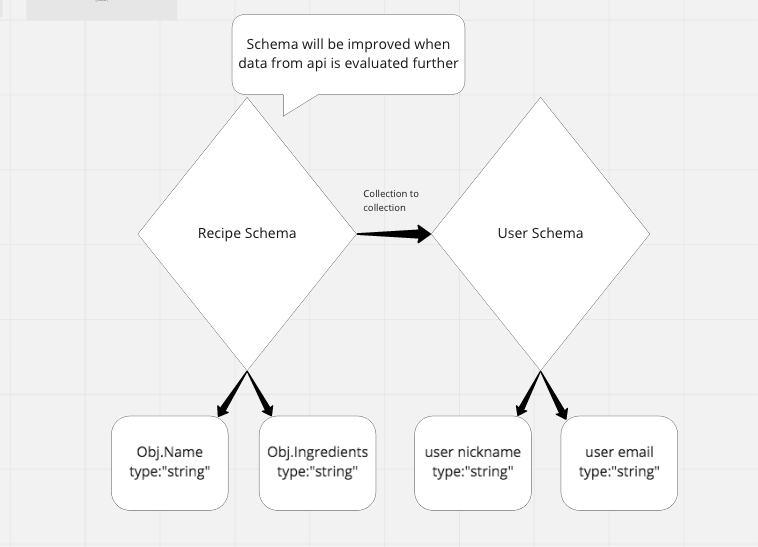 Schema will be improved when
data from api is evaluated further
Collection to
collection
Recipe Schema
User Schema
Obj.Name
type:"string"
Obj.Ingredients
type:"string"
user nickname
type:"string"
user email
type:"string"